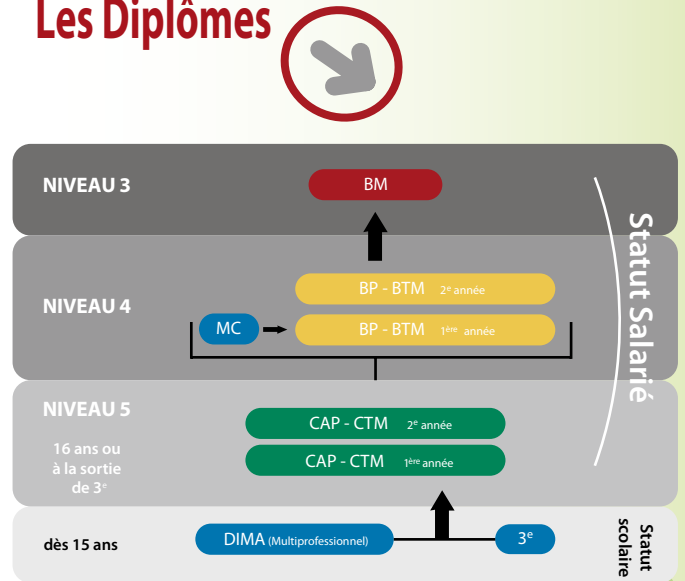 Les Diplômes
NIVEAU 3
BM
NIVEAU 4
BP - BTM 2e année
MC
BP - BTM 1ère année
NIVEAU 5
16 ans ou
à la sortie
de 3e
CAP - CTM 2e année
CAP - CTM 1ère année
Statut Salarié
dès 15 ans
DIMA (Multiprofessionnel)
3e
Statut
scolaire